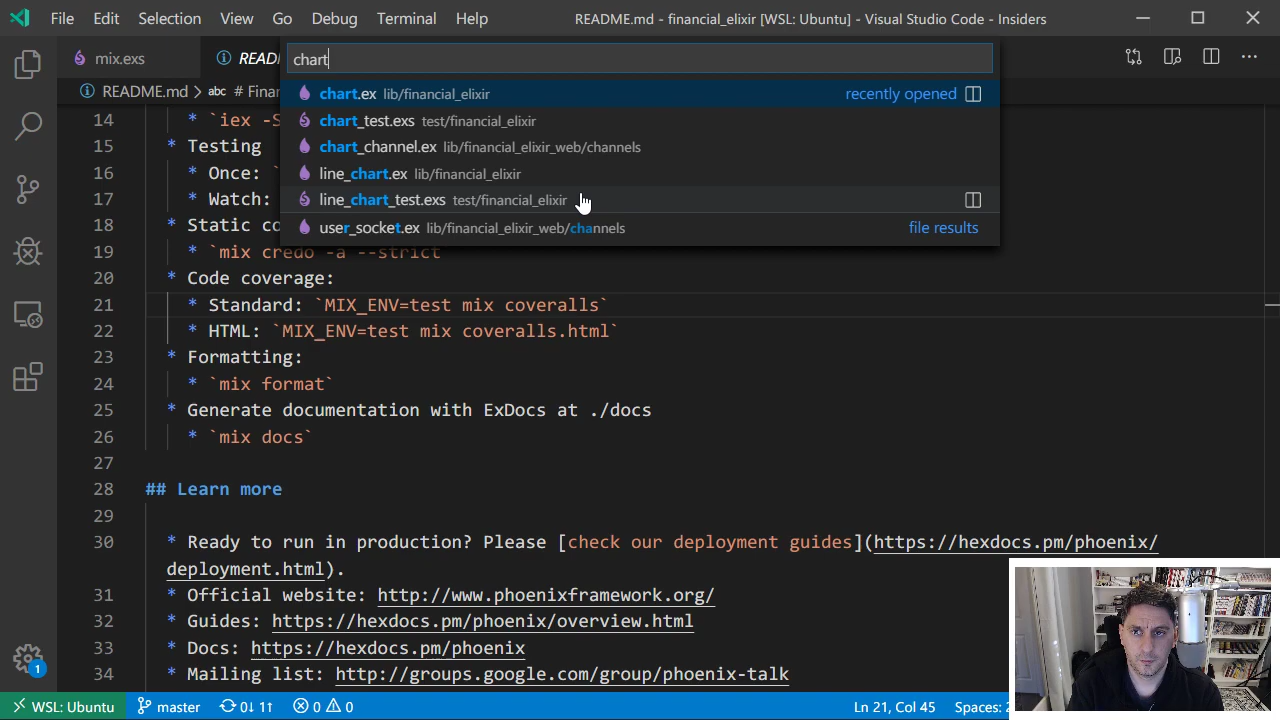 File Edit Selection View Go Debug Terminal Help README.md - financial_elixir [WSL: Ubuntu] - Visual Studio Code - Insiders
mix.exs READ
chart
README.md > abc # Finan
chart.ex lib/financial_elixir recently opened
chart_test.exs test/financial_elixir
chart_channel.ex lib/financial_elixir_web/channels
line_chart.ex lib/financial_elixir
line_chart_test.exs test/financial_elixir
user_socket.ex lib/financial_elixir_web/channels file results
14 * `iex -S
15 * Testing
16 * Once: `
17 * Watch:
18 * Static co
19 * `mix credo -a --strict
20 * Code coverage:
21 * Standard: `MIX_ENV=test mix coveralls`
22 * HTML: `MIX_ENV=test mix coveralls.html`
23 * Formatting:
24 * `mix format`
25 * Generate documentation with ExDocs at ./docs
26 * `mix docs`
27
28 ## Learn more
29
30 * Ready to run in production? Please [check our deployment guides](https://hexdocs.pm/phoenix/
deployment.html).
31 * Official website: http://www.phoenixframework.org/
32 * Guides: https://hexdocs.pm/phoenix/overview.html
33 * Docs: https://hexdocs.pm/phoenix
34 * Mailing list: http://groups.google.com/group/phoenix-talk
1
WSL: Ubuntu master 0↓ 1↑ 0 0 Ln 21, Col 45 Spaces: